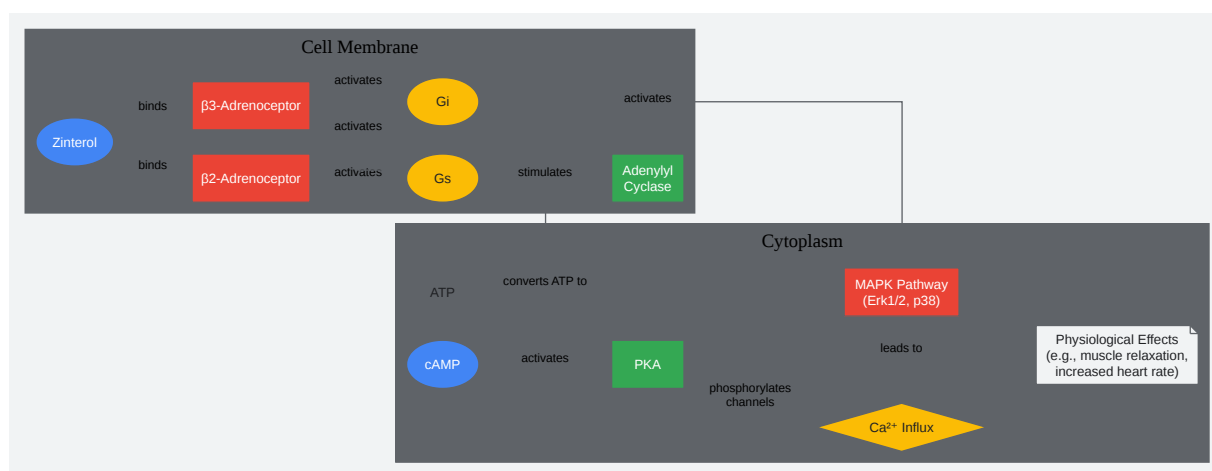 Cell Membrane
activates
Gi
activates
binds
β3-Adrenoceptor
activates
Zinterol
binds
β2-Adrenoceptor
activates
Gs
stimulates
Adenylyl
Cyclase
Cytoplasm
converts ATP to
ATP
MAPK Pathway
(Erk1/2, p38)
cAMP
activates
PKA
leads to
Physiological Effects
(e.g., muscle relaxation,
increased heart rate)
phosphorylates
channels
Ca²⁺ Influx